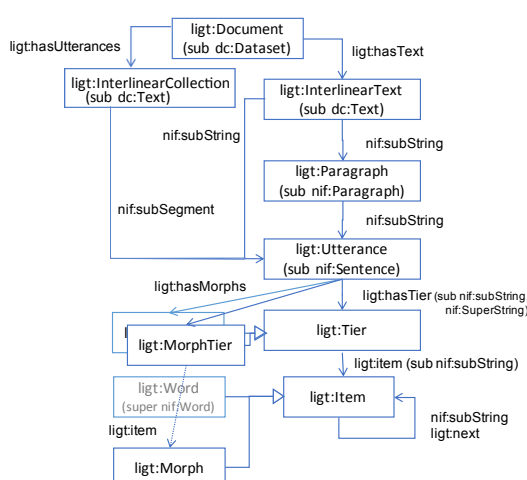 ligt:Document
(sub dc:Dataset)
ligt:hasUtterances
ligt:hasText
ligt:InterlinearCollection
(sub dc:Text)
ligt:InterlinearText
(sub dc:Text)
nif:subString
nif:subString
ligt:Paragraph
(sub nif:Paragraph)
nif:subSegment
nif:subString
ligt:Utterance
(sub nif:Sentence)
ligt:hasMorphs
ligt:hasTier (sub nif:subString,
nif:SuperString)
ligt:MorphTier
ligt:Tier
ligt:item (sub nif:subString)
ligt:Word
(super nif:Word)
ligt:Item
ligt:item
nif:subString
ligt:next
ligt:Morph